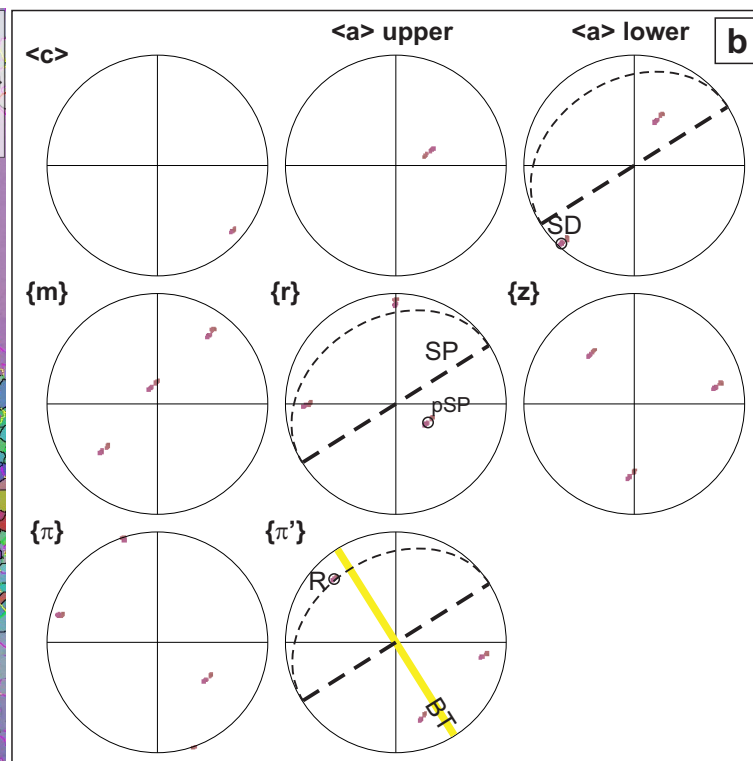 <a> upper
<a> lower
b
<c>
SD
{m}
{r}
{z}
SP
pSP
{π}
{π’}
R
BT